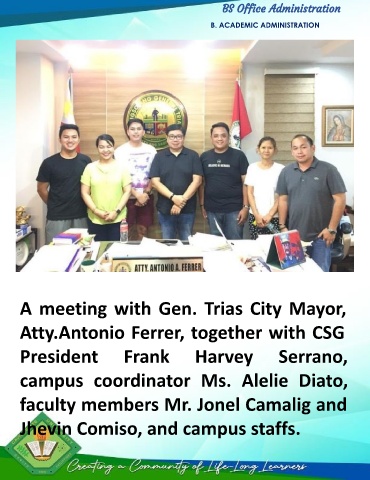 BS Office Administration
B. ACADEMIC ADMINISTRATION
ATTY. ANTONIO A. FERRER
A meeting with Gen. Trias City Mayor,
Atty.Antonio Ferrer, together with CSG
President Frank Harvey Serrano,
campus coordinator Ms. Alelie Diato,
faculty members Mr. Jonel Camalig and
Jhevin Comiso, and campus staffs.
Creating a Community of Life-Long Learners